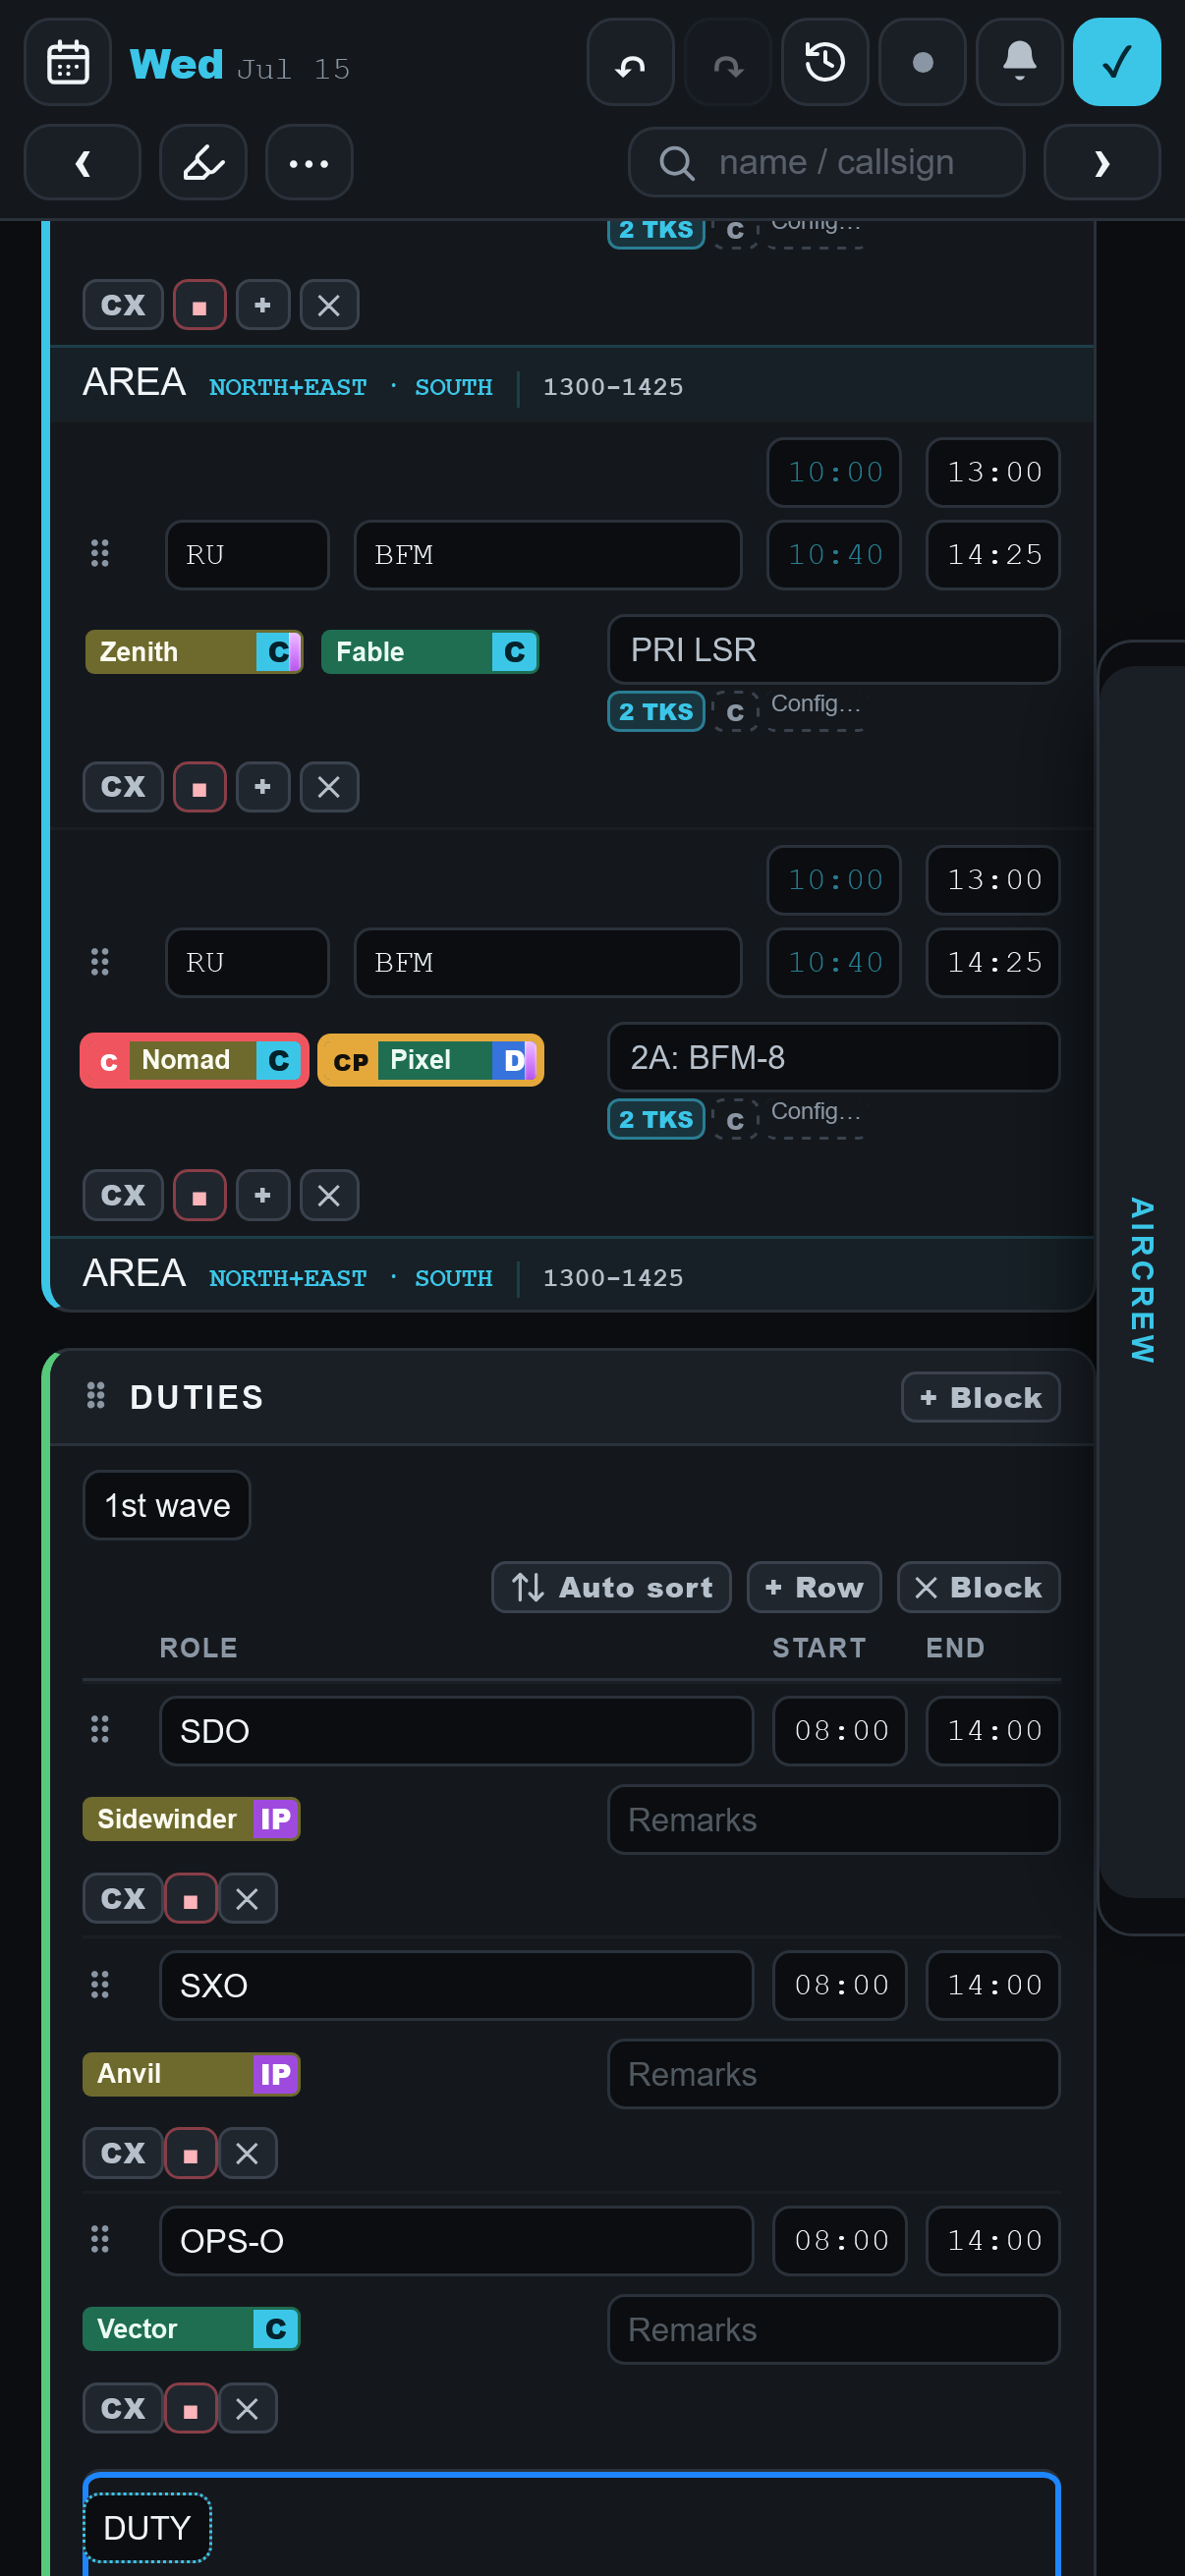 Wed Jul 15
name / callsign
2 TKS C Config...
CX +
AREA NORTH+EAST · SOUTH 1300-1425
10:00 13:00
RU BFM 10:40 14:25
Zenith C Fable C PRI LSR
2 TKS C Config...
CX +
10:00 13:00
RU BFM 10:40 14:25
C Nomad C CP Pixel D 2A: BFM-8
2 TKS C Config...
CX +
AREA NORTH+EAST · SOUTH 1300-1425
AIRCREW
DUTIES + Block
1st wave
Auto sort + Row × Block
ROLE START END
SDO 08:00 14:00
Sidewinder IP Remarks
CX
SXO 08:00 14:00
Anvil IP Remarks
CX
OPS-O 08:00 14:00
Vector C Remarks
CX
DUTY